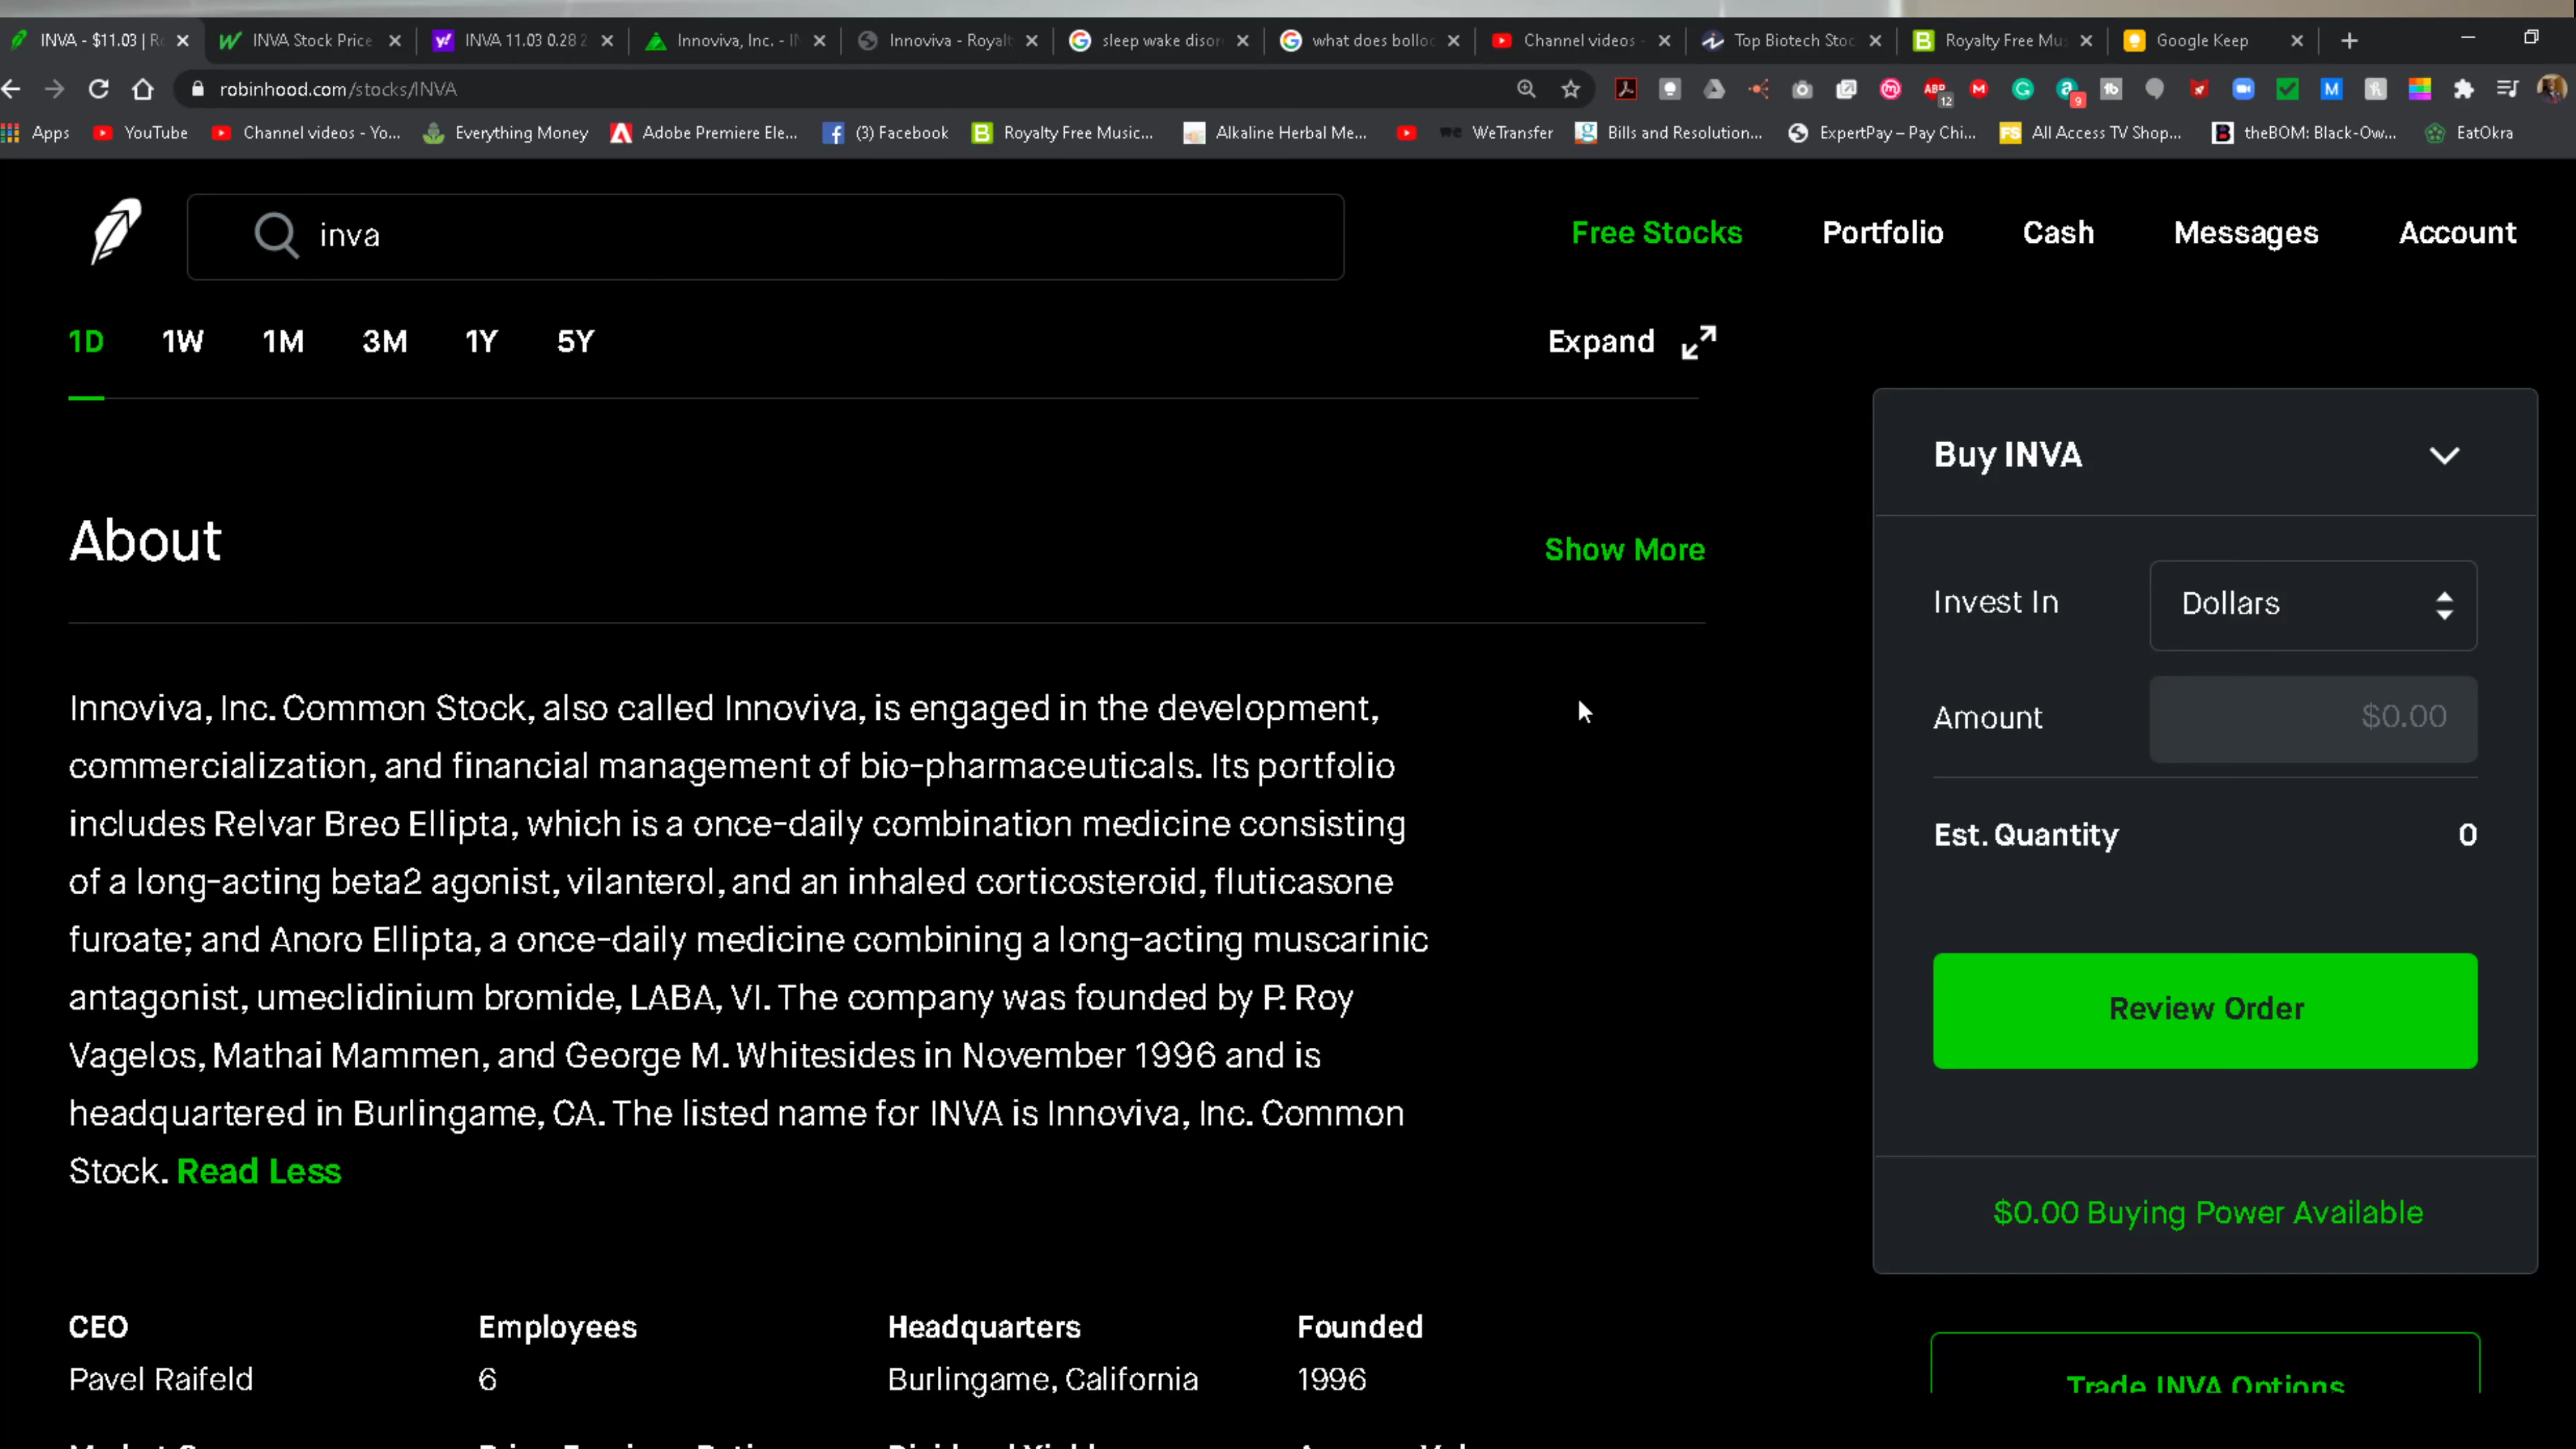 INVA - $11.03 | Ro
INVA Stock Price
INVA 11.03 0.28 2
Innoviva, Inc. - IN
Innoviva - Royalt
sleep wake disor
what does bolloc
Channel videos -
Top Biotech Stoc
Royalty Free Mus
Google Keep
robinhood.com/stocks/INVA
ABP
12
9
Apps
YouTube
Channel videos - Yo...
Everything Money
Adobe Premiere Ele...
(3) Facebook
Royalty Free Music...
Alkaline Herbal Me...
WeTransfer
Bills and Resolution...
ExpertPay – Pay Chi...
All Access TV Shop...
theBOM: Black-Ow...
EatOkra
inva
Free Stocks
Portfolio
Cash
Messages
Account
1D
1W
1M
3M
1Y
5Y
Expand
About
Show More
Innoviva, Inc. Common Stock, also called Innoviva, is engaged in the development,
commercialization, and financial management of bio-pharmaceuticals. Its portfolio
includes Relvar Breo Ellipta, which is a once-daily combination medicine consisting
of a long-acting beta2 agonist, vilanterol, and an inhaled corticosteroid, fluticasone
furoate; and Anoro Ellipta, a once-daily medicine combining a long-acting muscarinic
antagonist, umeclidinium bromide, LABA, VI. The company was founded by P. Roy
Vagelos, Mathai Mammen, and George M. Whitesides in November 1996 and is
headquartered in Burlingame, CA. The listed name for INVA is Innoviva, Inc. Common
Stock. Read Less
CEO
Pavel Raifeld
Employees
6
Headquarters
Burlingame, California
Founded
1996
Buy INVA
Invest In
Dollars
Amount
$0.00
Est. Quantity
0
Review Order
$0.00 Buying Power Available
Trade INVA Options